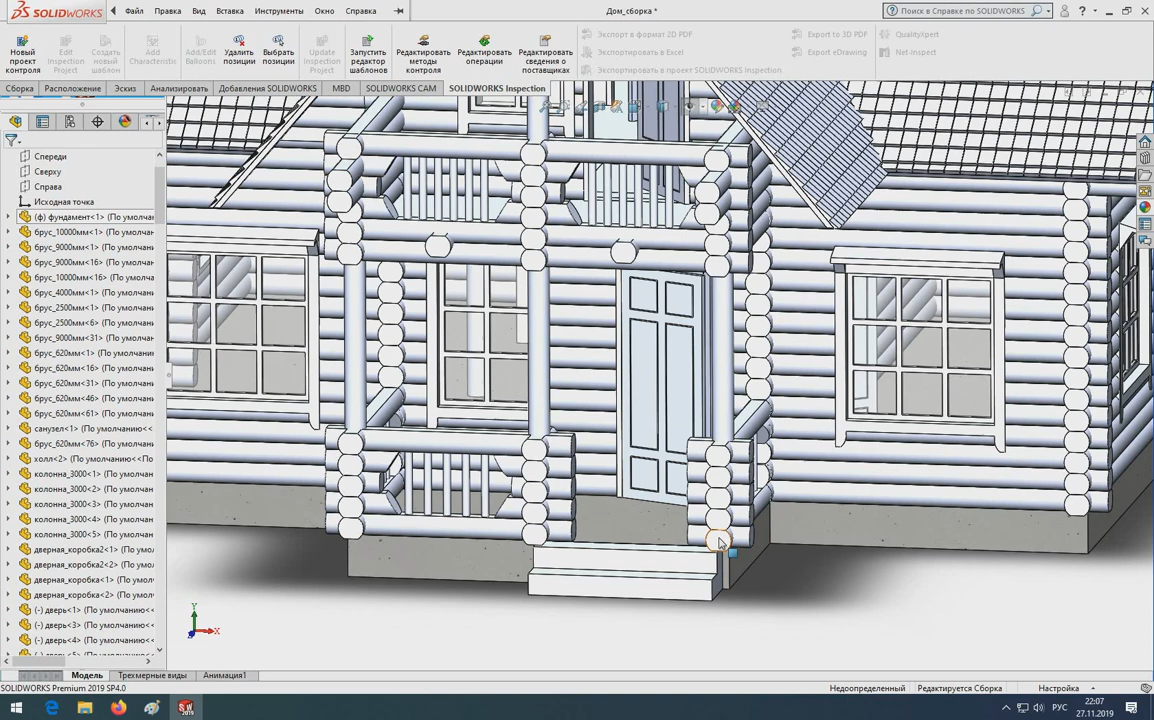 SOLIDWORKS
Файл Правка Вид Вставка Инструменты Окно Справка
Дом_сборка *
Поиск в Справке по SOLIDWORKS
Новый проект контроля
Edit Inspection Project
Создать новый шаблон
Add Characteristic
Add/Edit Balloons
Удалить позиции
Выбрать позиции
Update Inspection Project
Запустить редактор шаблонов
Редактировать методы контроля
Редактировать операции
Редактировать сведения о поставщиках
Экспорт в формат 2D PDF
Экспортировать в Excel
Экспортировать в проект SOLIDWORKS Inspection
Export to 3D PDF
Export eDrawing
QualityXpert
Net-Inspect
Сборка Расположение Эскиз Анализировать Добавления SOLIDWORKS MBD SOLIDWORKS CAM SOLIDWORKS Inspection
Спереди
Сверху
Справа
Исходная точка
(ф) фундамент<1> (По умолчан
брус_10000мм<1> (По умолчан
брус_9000мм<1> (По умолчани
брус_9000мм<16> (По умолчан
брус_10000мм<16> (По умолча
брус_4000мм<1> (По умолчани
брус_2500мм<1> (По умолчани
брус_2500мм<6> (По умолчани
брус_9000мм<31> (По умолчан
брус_620мм<1> (По умолчани
брус_620мм<16> (По умолчан
брус_620мм<31> (По умолчан
брус_620мм<46> (По умолчан
брус_620мм<61> (По умолчан
санузел<1> (По умолчанию<<
брус_620мм<76> (По умолчан
холл<2> (По умолчанию<<По
колонна_3000<1> (По умолчан
колонна_3000<2> (По умолчан
колонна_3000<3> (По умолчан
колонна_3000<4> (По умолчан
колонна_3000<5> (По умолчан
дверная_коробка2<1> (По умо
дверная_коробка2<2> (По умо
дверная_коробка<1> (По умол
дверная_коробка<2> (По умол
(-) дверь<1> (По умолчанию<<
(-) дверь<3> (По умолчанию<<
(-) дверь<4> (По умолчанию<<
Y
X
Z
Модель Трехмерные виды Анимация1
SOLIDWORKS Premium 2019 SP4.0
Недоопределенный Редактируется Сборка Настройка
РУС
22:07
27.11.2019